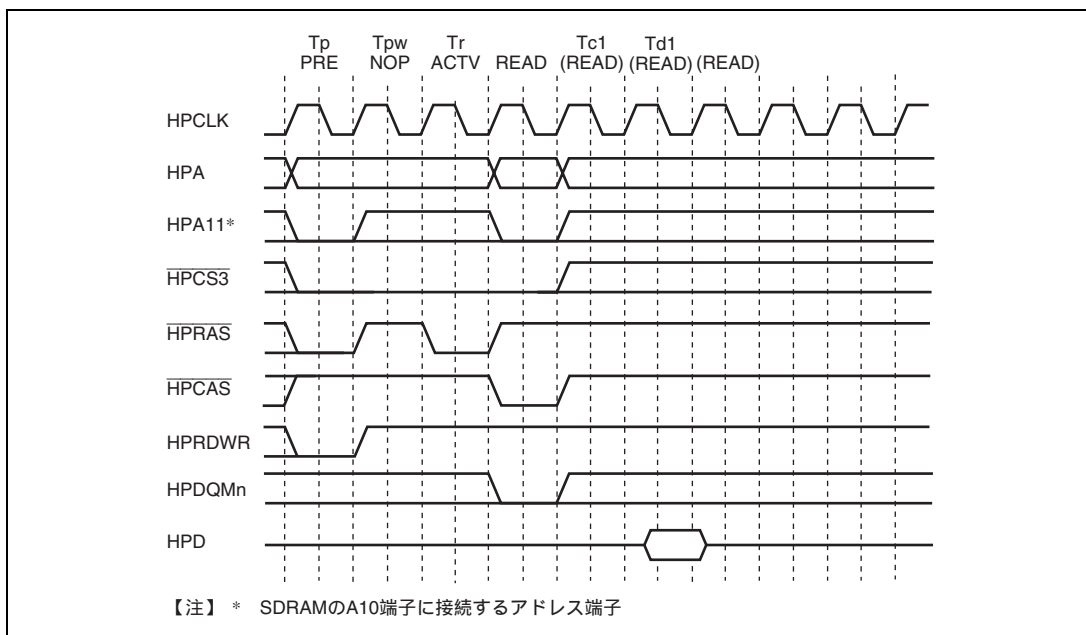 Tp Tpw Tr Tc1 Td1
PRE NOP ACTV READ (READ) (READ) (READ)
HPCLK
HPA
HPA11*
HPCS3
HPRAS
HPCAS
HPRDWR
HPDQMn
HPD
【注】 * SDRAMのA10端子に接続するアドレス端子